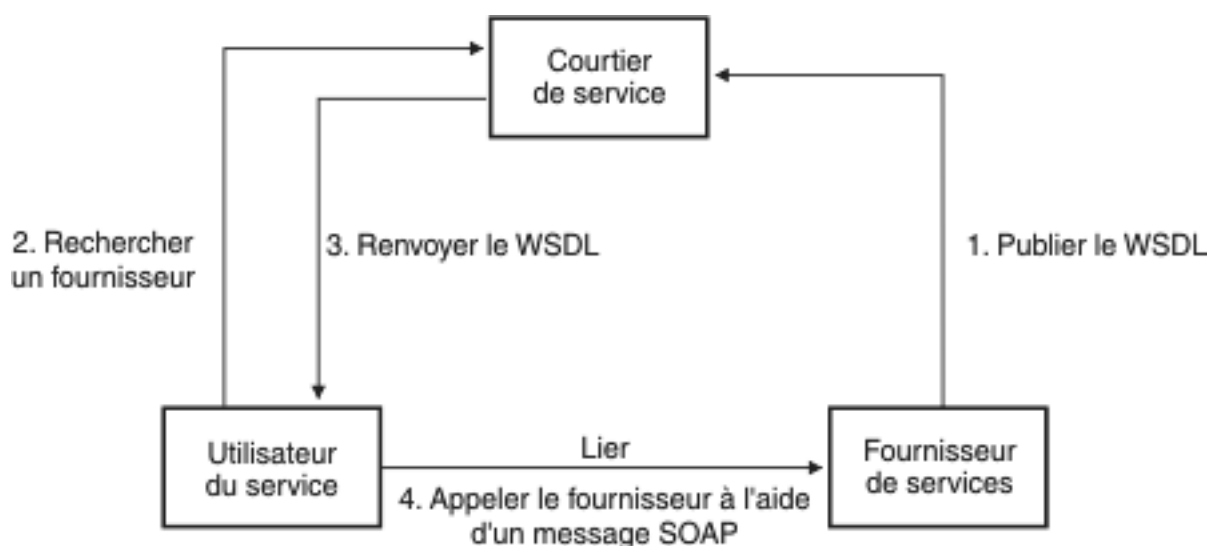 Courtier
de service
2. Rechercher
un fournisseur
3. Renvoyer le WSDL
1. Publier le WSDL
Utilisateur
du service
Lier
4. Appeler le fournisseur à l'aide
d'un message SOAP
Fournisseur
de services